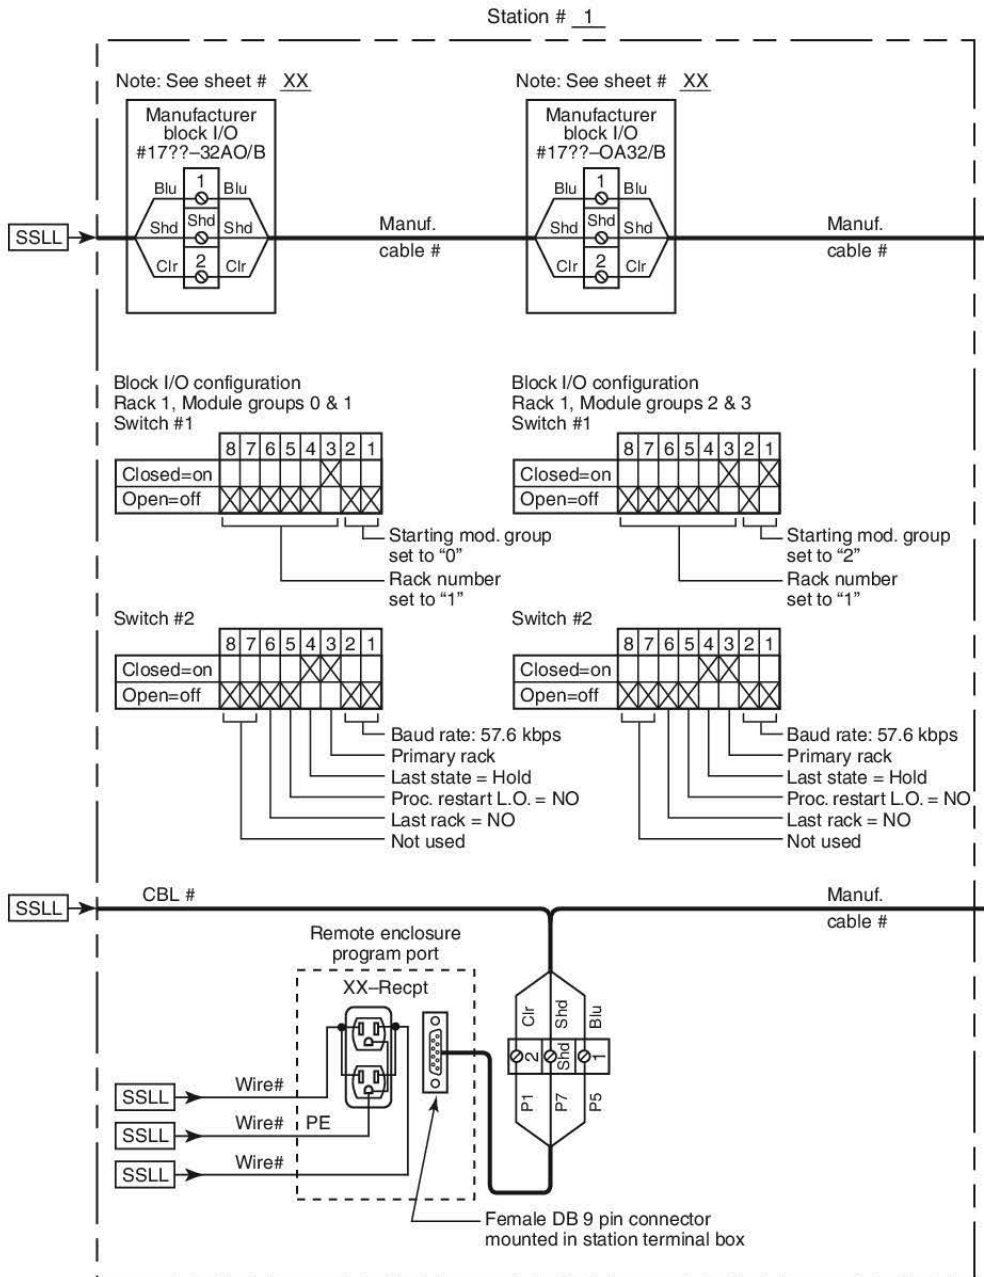 Station # 1
Note: See sheet # XX
Manufacturer
block I/O
#17??–32AO/B
1
Blu Blu
Shd
Shd Shd
2
Clr Clr
SSLL
Manuf.
cable #
Note: See sheet # XX
Manufacturer
block I/O
#17??–OA32/B
1
Blu Blu
Shd
Shd Shd
2
Clr Clr
Manuf.
cable #
Block I/O configuration
Rack 1, Module groups 0 & 1
Switch #1
8 7 6 5 4 3 2 1
Closed=on
Open=off
Starting mod. group
set to “0”
Rack number
set to “1”
Switch #2
8 7 6 5 4 3 2 1
Closed=on
Open=off
Baud rate: 57.6 kbps
Primary rack
Last state = Hold
Proc. restart L.O. = NO
Last rack = NO
Not used
Block I/O configuration
Rack 1, Module groups 2 & 3
Switch #1
8 7 6 5 4 3 2 1
Closed=on
Open=off
Starting mod. group
set to “2”
Rack number
set to “1”
Switch #2
8 7 6 5 4 3 2 1
Closed=on
Open=off
Baud rate: 57.6 kbps
Primary rack
Last state = Hold
Proc. restart L.O. = NO
Last rack = NO
Not used
SSLL
CBL #
Manuf.
cable #
Remote enclosure
program port
XX–Recpt
Clr Shd Blu
2 Shd 1
P1 P7 P5
SSLL Wire#
SSLL Wire# PE
SSLL Wire#
Female DB 9 pin connector
mounted in station terminal box